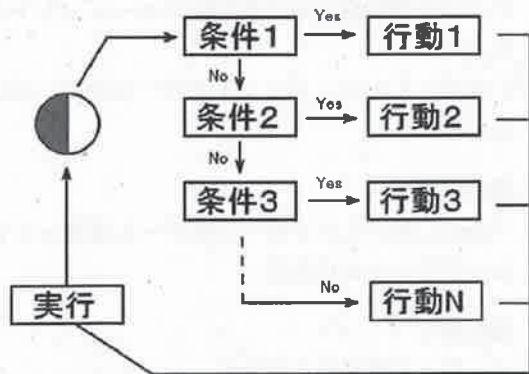 条件1
Yes
行動1
No
条件2
Yes
行動2
No
条件3
Yes
行動3
No
行動N
実行